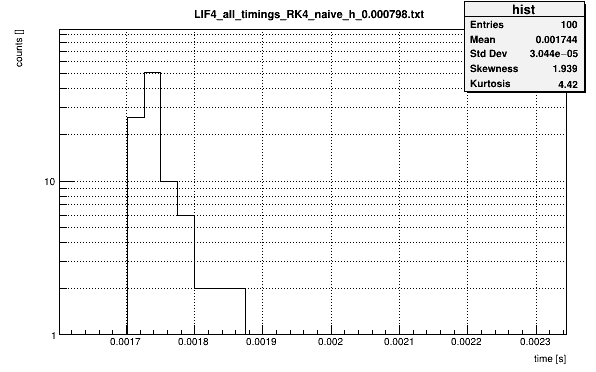 LIF4_all_timings_RK4_naive_h_0.000798.txt
hist
Entries 100
Mean 0.001744
Std Dev 3.044e−05
Skewness 1.939
Kurtosis 4.42
counts []
10
1
0.0017 0.0018 0.0019 0.002 0.0021 0.0022 0.0023
time [s]